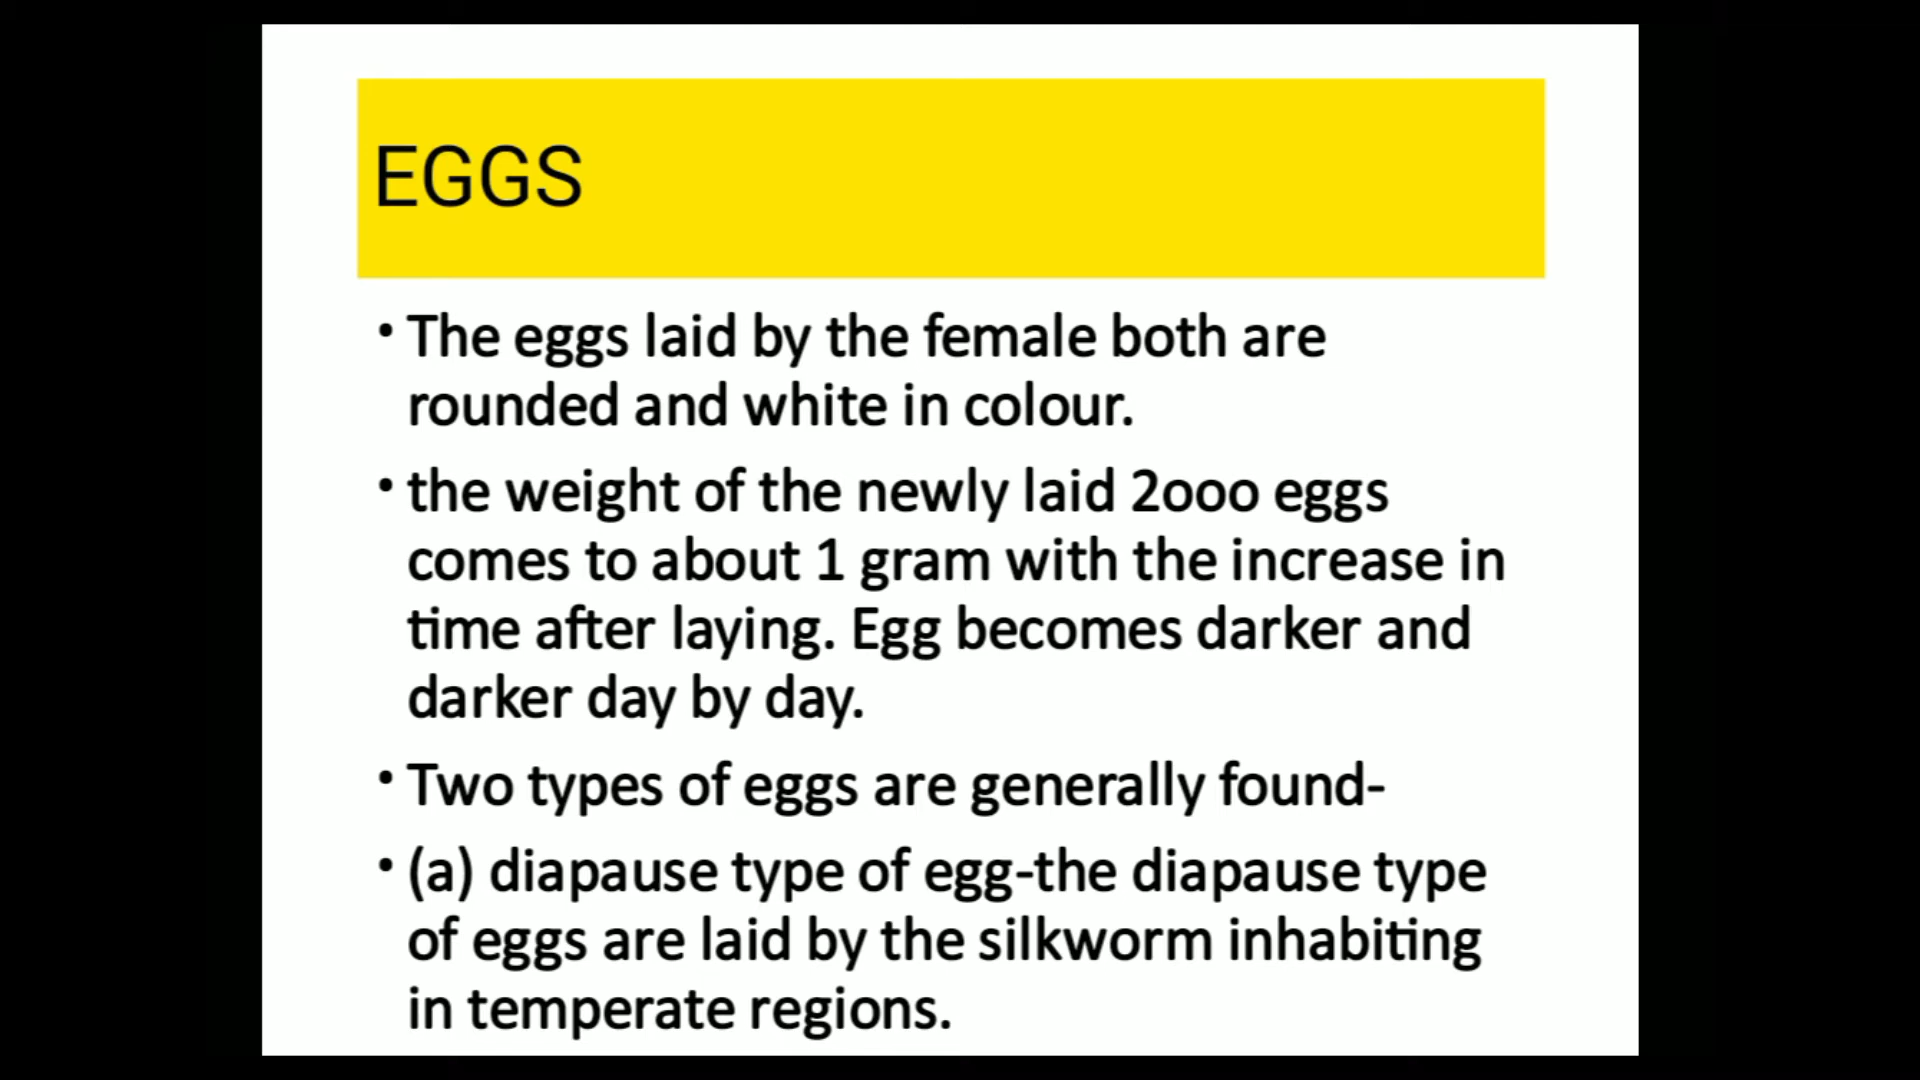 EGGS
• The eggs laid by the female both are
rounded and white in colour.
• the weight of the newly laid 2ooo eggs
comes to about 1 gram with the increase in
time after laying. Egg becomes darker and
darker day by day.
• Two types of eggs are generally found-
• (a) diapause type of egg-the diapause type
of eggs are laid by the silkworm inhabiting
in temperate regions.